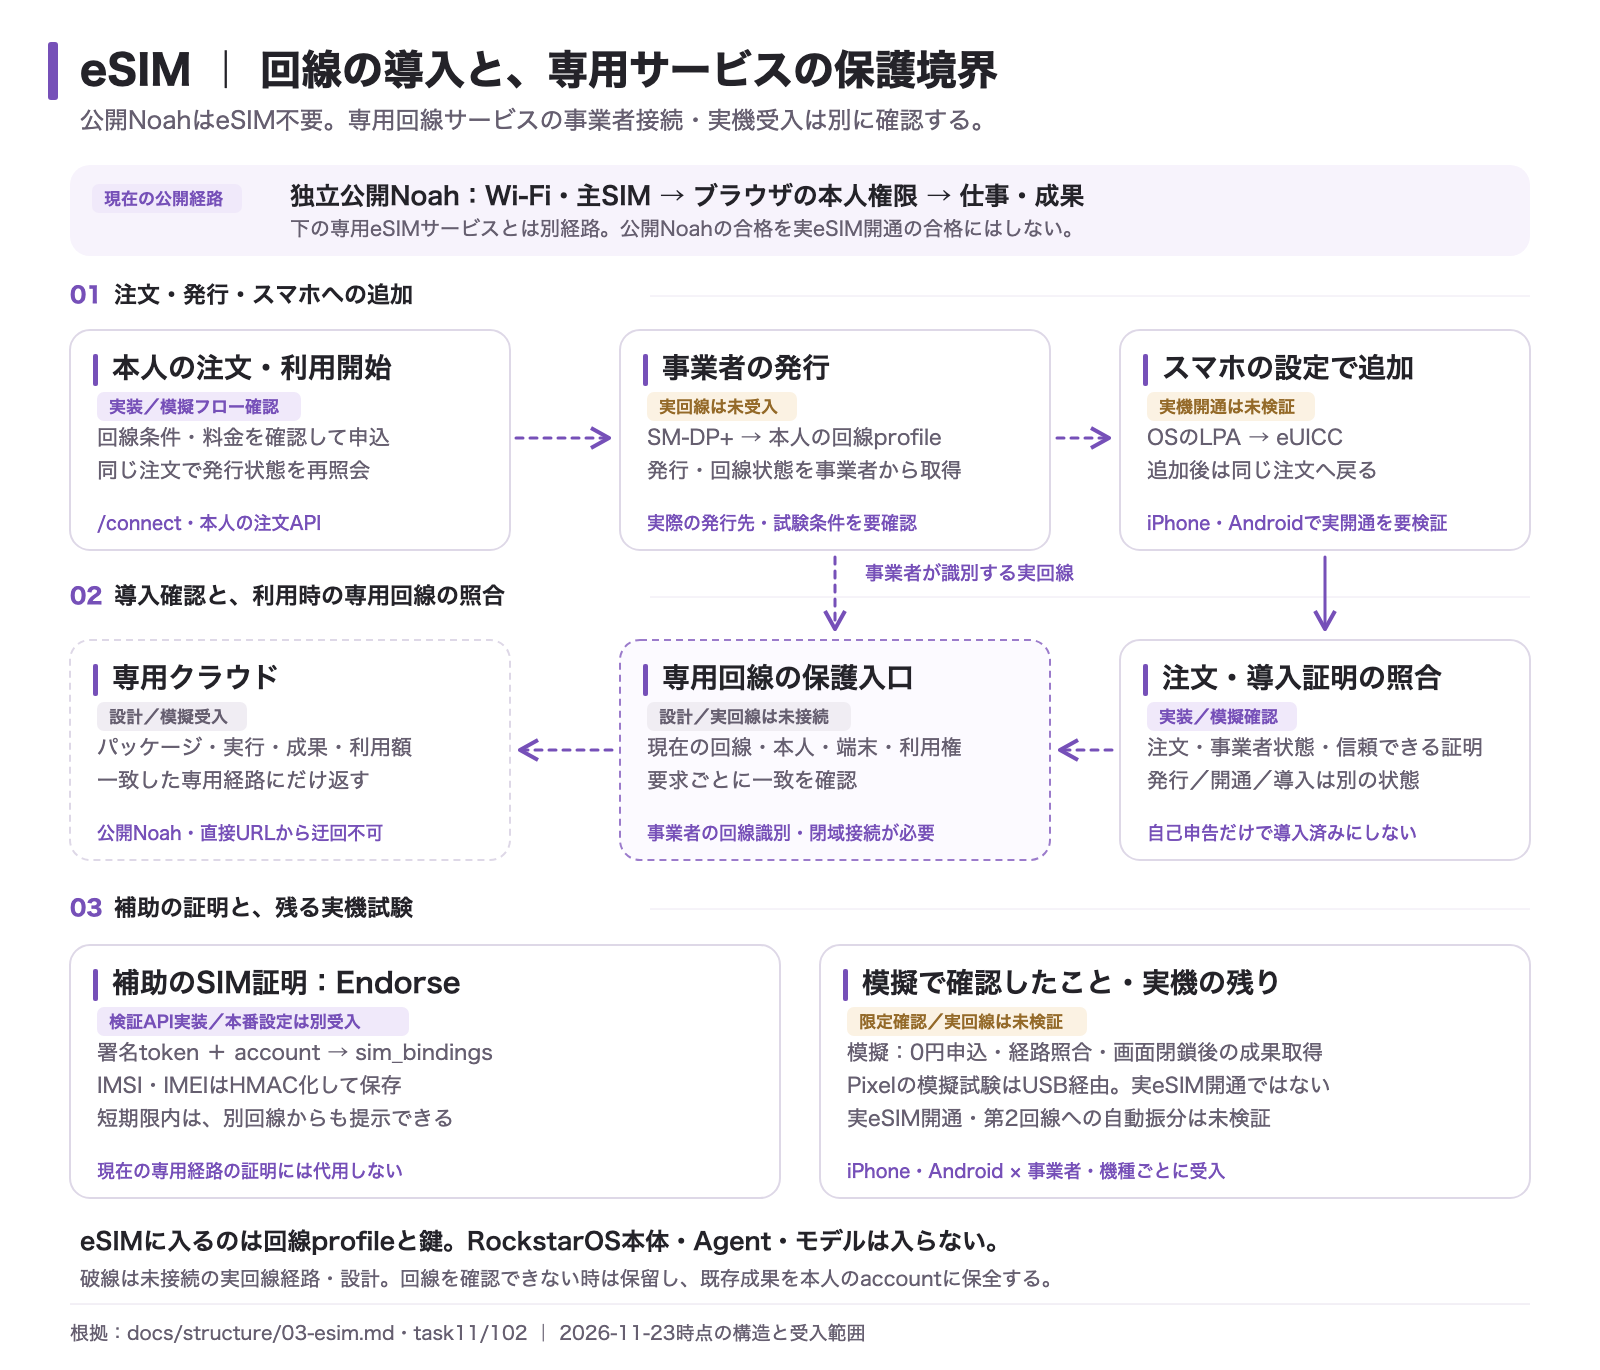 eSIM ｜ 回線の導入と、専用サービスの保護境界
公開NoahはeSIM不要。専用回線サービスの事業者接続・実機受入は別に確認する。
現在の公開経路
独立公開Noah：Wi-Fi・主SIM → ブラウザの本人権限 → 仕事・成果
下の専用eSIMサービスとは別経路。公開Noahの合格を実eSIM開通の合格にはしない。
01 注文・発行・スマホへの追加
本人の注文・利用開始
実装／模擬フロー確認
回線条件・料金を確認して申込
同じ注文で発行状態を再照会
/connect・本人の注文API
事業者の発行
実回線は未受入
SM-DP+ → 本人の回線profile
発行・回線状態を事業者から取得
実際の発行先・試験条件を要確認
スマホの設定で追加
実機開通は未検証
OSのLPA → eUICC
追加後は同じ注文へ戻る
iPhone・Androidで実開通を要検証
事業者が識別する実回線
02 導入確認と、利用時の専用回線の照合
専用クラウド
設計／模擬受入
パッケージ・実行・成果・利用額
一致した専用経路にだけ返す
公開Noah・直接URLから迂回不可
専用回線の保護入口
設計／実回線は未接続
現在の回線・本人・端末・利用権
要求ごとに一致を確認
事業者の回線識別・閉域接続が必要
注文・導入証明の照合
実装／模擬確認
注文・事業者状態・信頼できる証明
発行／開通／導入は別の状態
自己申告だけで導入済みにしない
03 補助の証明と、残る実機試験
補助のSIM証明：Endorse
検証API実装／本番設定は別受入
署名token ＋ account → sim_bindings
IMSI・IMEIはHMAC化して保存
短期限内は、別回線からも提示できる
現在の専用経路の証明には代用しない
模擬で確認したこと・実機の残り
限定確認／実回線は未検証
模擬：0円申込・経路照合・画面閉鎖後の成果取得
Pixelの模擬試験はUSB経由。実eSIM開通ではない
実eSIM開通・第2回線への自動振分は未検証
iPhone・Android × 事業者・機種ごとに受入
eSIMに入るのは回線profileと鍵。RockstarOS本体・Agent・モデルは入らない。
破線は未接続の実回線経路・設計。回線を確認できない時は保留し、既存成果を本人のaccountに保全する。
根拠：docs/structure/03-esim.md・task11/102 ｜ 2026-11-23時点の構造と受入範囲